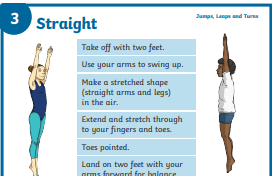 3
Straight
Jumps, Leaps and Turns
Take off with two feet.
Use your arms to swing up.
Make a stretched shape
(straight arms and legs)
in the air.
Extend and stretch through
to your fingers and toes.
Toes pointed.
Land on two feet with your
arms forward for balance